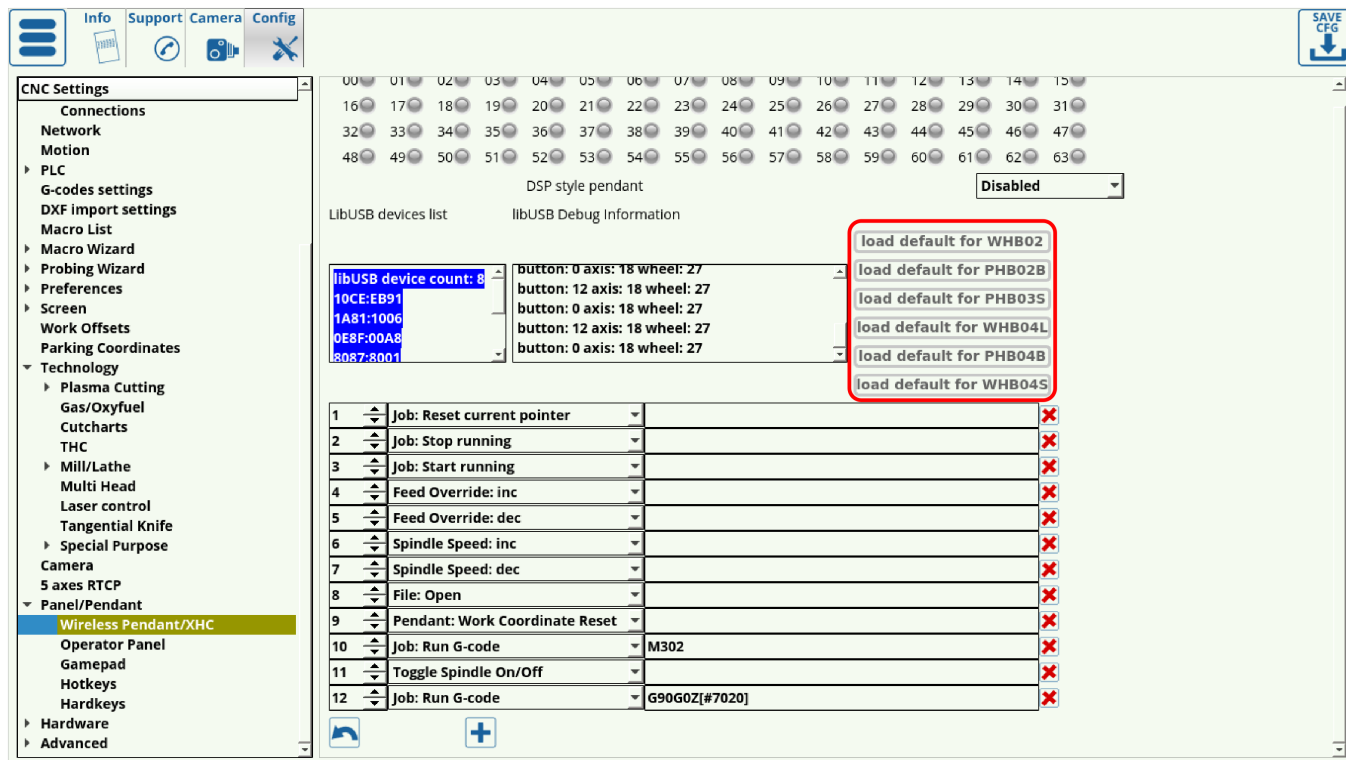 Info Support Camera Config
SAVE CFG
CNC Settings
Connections
Network
Motion
PLC
G-codes settings
DXF import settings
Macro List
Macro Wizard
Probing Wizard
Preferences
Screen
Work Offsets
Parking Coordinates
Technology
Plasma Cutting
Gas/Oxyfuel
Cutcharts
THC
Mill/Lathe
Multi Head
Laser control
Tangential Knife
Special Purpose
Camera
5 axes RTCP
Panel/Pendant
Wireless Pendant/XHC
Operator Panel
Gamepad
Hotkeys
Hardkeys
Hardware
Advanced
00 01 02 03 04 05 06 07 08 09 10 11 12 13 14 15
16 17 18 19 20 21 22 23 24 25 26 27 28 29 30 31
32 33 34 35 36 37 38 39 40 41 42 43 44 45 46 47
48 49 50 51 52 53 54 55 56 57 58 59 60 61 62 63
DSP style pendant Disabled
LibUSB devices list libUSB Debug Information
libUSB device count: 8
10CE:EB91
1A81:1006
0E8F:00A8
8087:8001
button: 0 axis: 18 wheel: 27
button: 12 axis: 18 wheel: 27
button: 0 axis: 18 wheel: 27
button: 12 axis: 18 wheel: 27
button: 0 axis: 18 wheel: 27
load default for WHB02
load default for PHB02B
load default for PHB03S
load default for WHB04L
load default for PHB04B
load default for WHB04S
1 Job: Reset current pointer
2 Job: Stop running
3 Job: Start running
4 Feed Override: inc
5 Feed Override: dec
6 Spindle Speed: inc
7 Spindle Speed: dec
8 File: Open
9 Pendant: Work Coordinate Reset
10 Job: Run G-code M302
11 Toggle Spindle On/Off
12 Job: Run G-code G90G0Z[#7020]